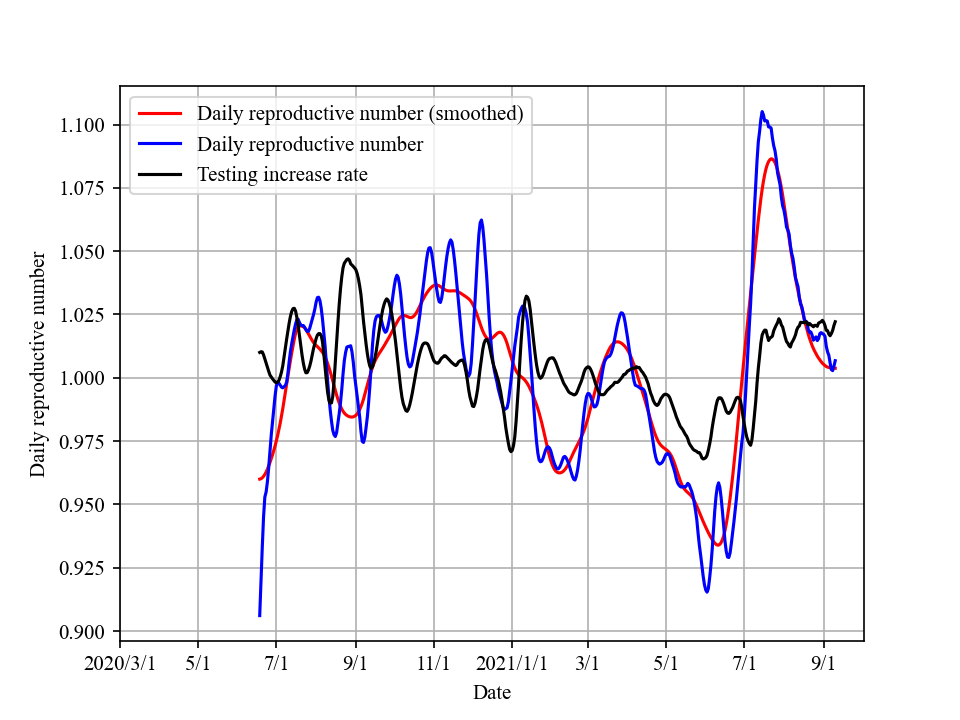 Daily reproductive number (smoothed)
Daily reproductive number
Testing increase rate
Daily reproductive number
1.100
1.075
1.050
1.025
1.000
0.975
0.950
0.925
0.900
2020/3/1 5/1 7/1 9/1 11/1 2021/1/1 3/1 5/1 7/1 9/1
Date